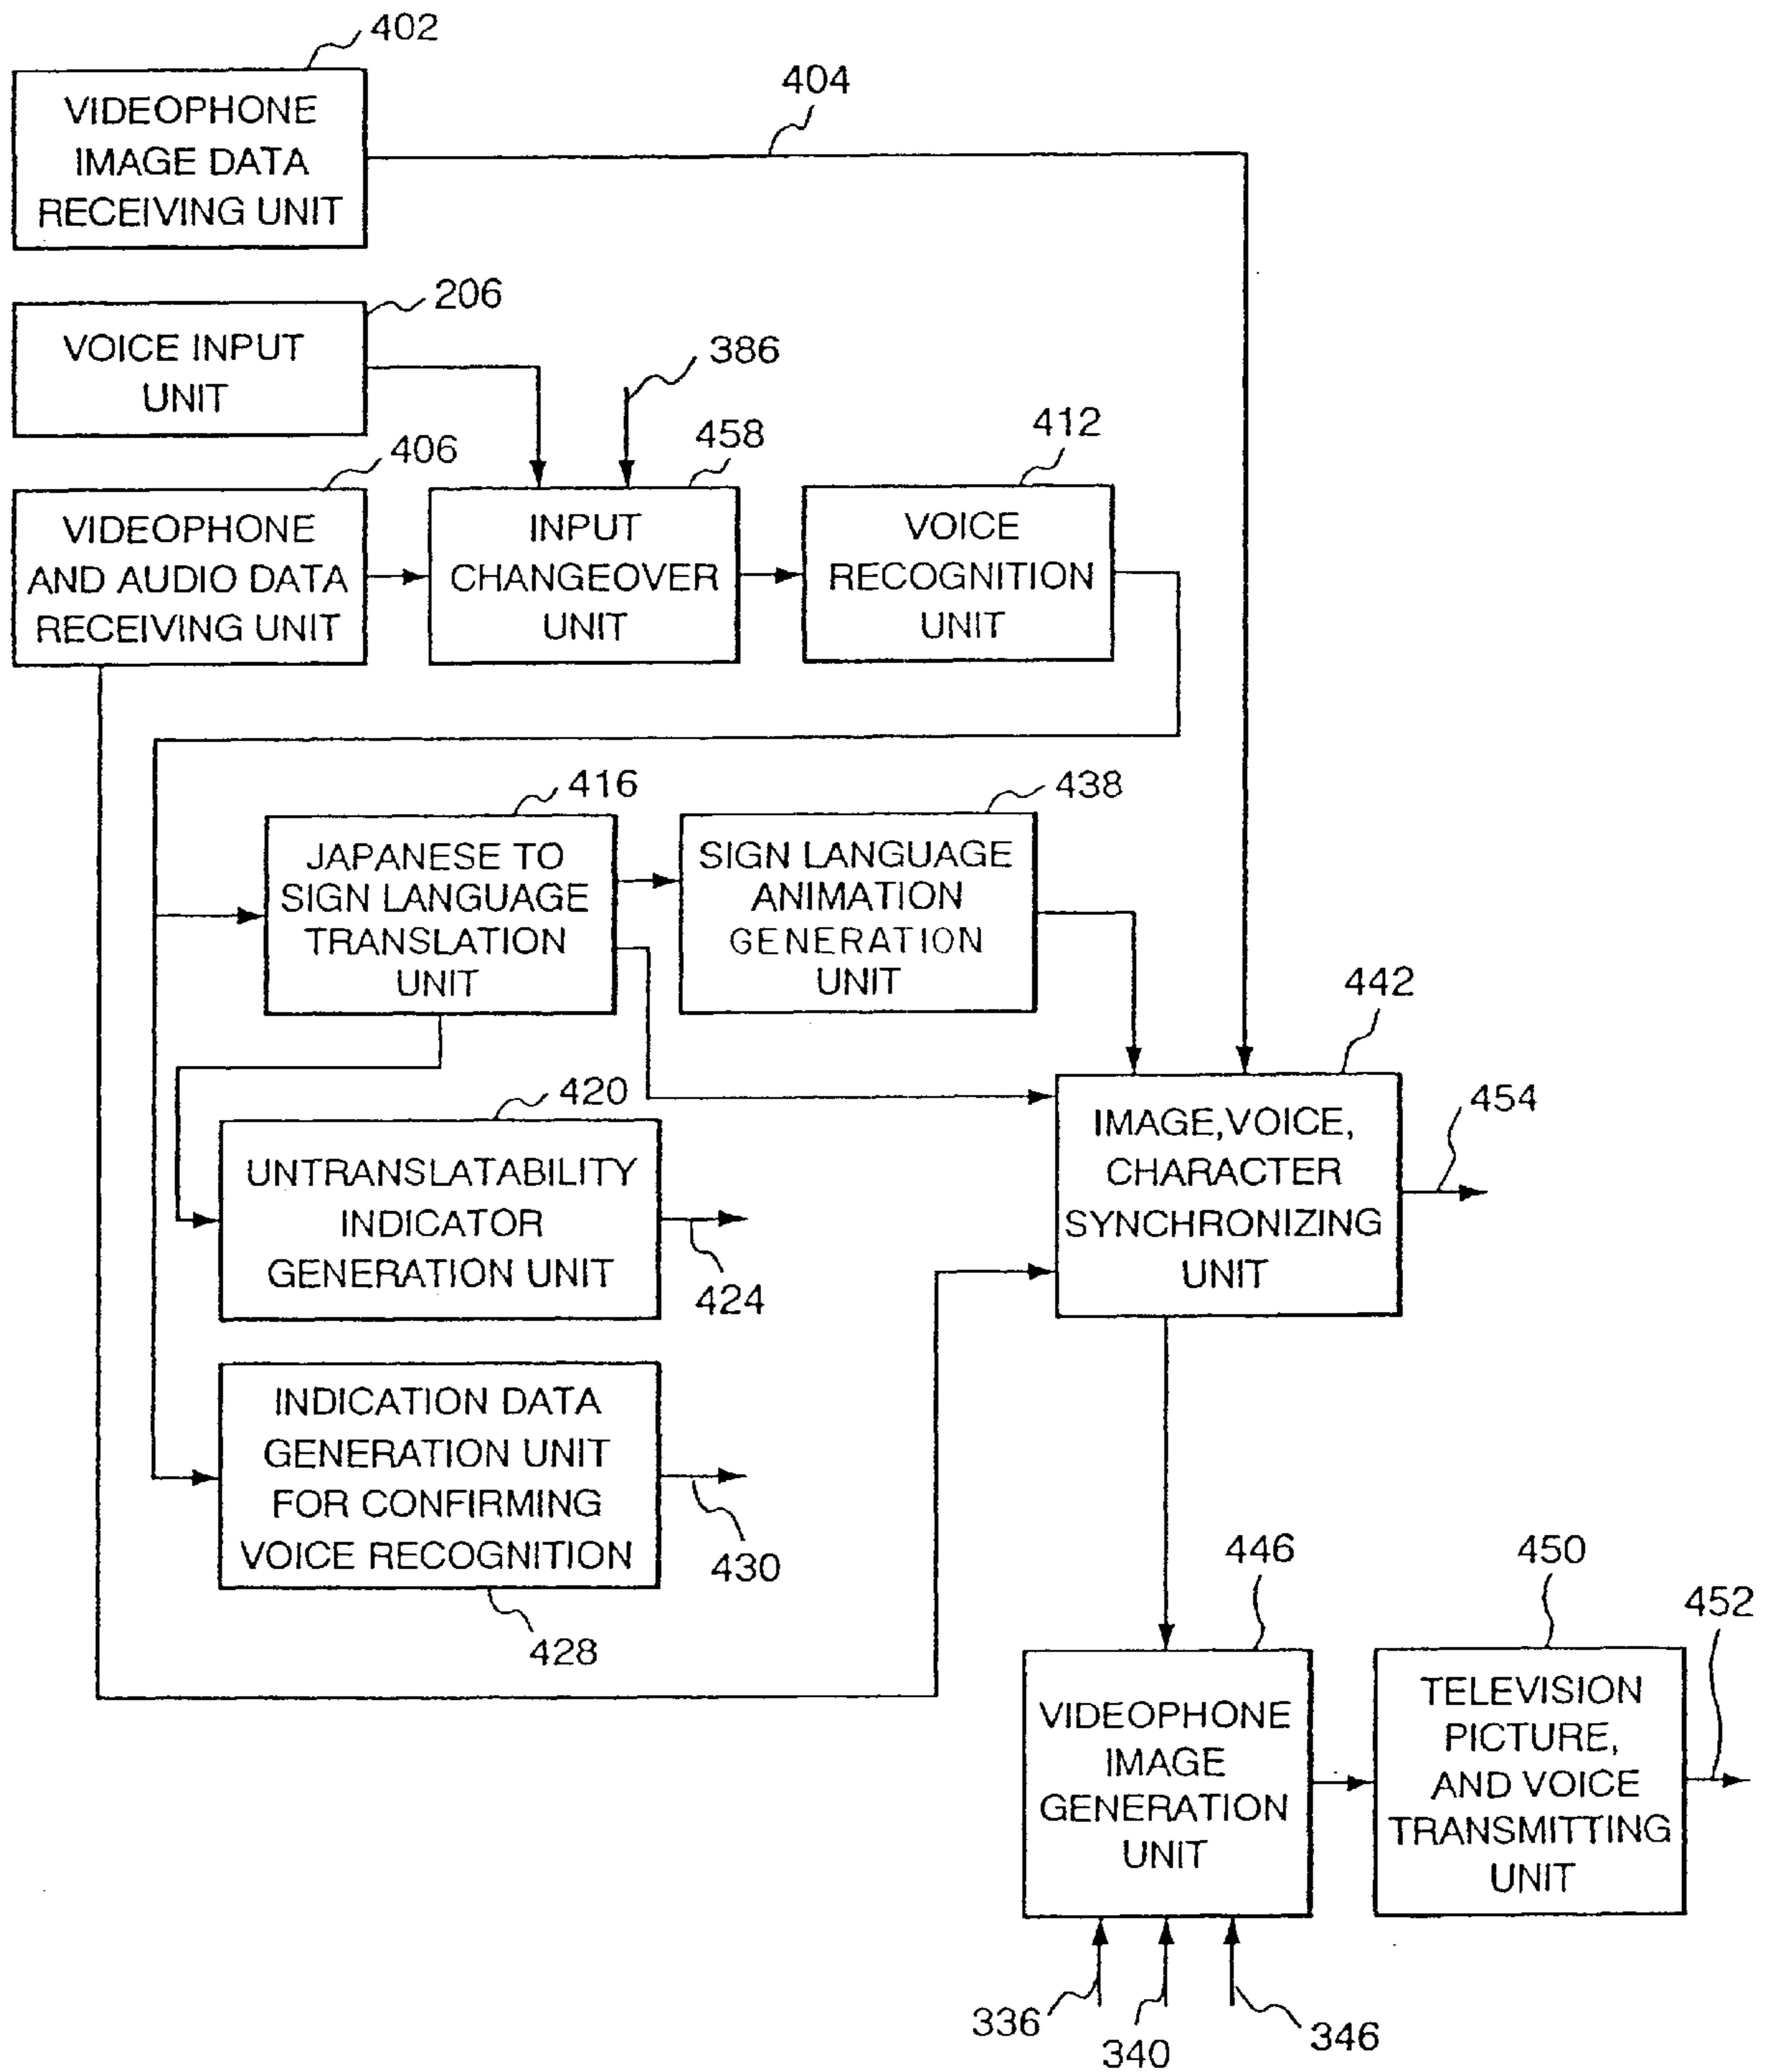 402
VIDEOPHONE
IMAGE DATA
RECEIVING UNIT
404
206
VOICE INPUT
UNIT
386
406
VIDEOPHONE
AND AUDIO DATA
RECEIVING UNIT
458
INPUT
CHANGEOVER
UNIT
412
VOICE
RECOGNITION
UNIT
416
JAPANESE TO
SIGN LANGUAGE
TRANSLATION
UNIT
438
SIGN LANGUAGE
ANIMATION
GENERATION
UNIT
442
IMAGE,VOICE,
CHARACTER
SYNCHRONIZING
UNIT
454
420
UNTRANSLATABILITY
INDICATOR
GENERATION UNIT
424
INDICATION DATA
GENERATION UNIT
FOR CONFIRMING
VOICE RECOGNITION
430
428
446
VIDEOPHONE
IMAGE
GENERATION
UNIT
450
TELEVISION
PICTURE,
AND VOICE
TRANSMITTING
UNIT
452
336
340
346